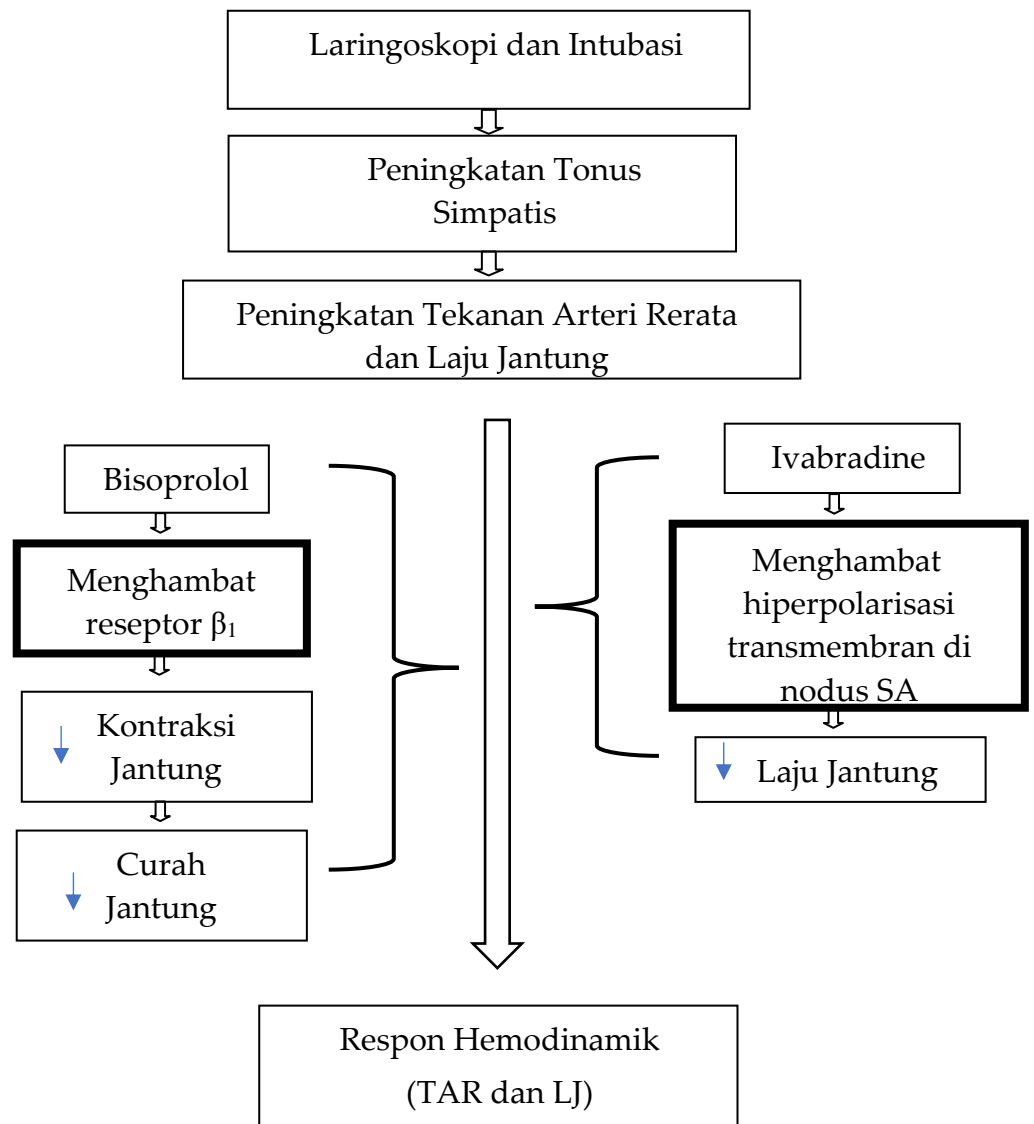 Laringoskopi dan Intubasi
Peningkatan Tonus
Simpatis
Peningkatan Tekanan Arteri Rerata
dan Laju Jantung
Bisoprolol
Menghambat
reseptor β₁
Kontraksi
Jantung
Curah
Jantung
Ivabradine
Menghambat
hiperpolarisasi
transmembran di
nodus SA
Laju Jantung
Respon Hemodinamik
(TAR dan LJ)